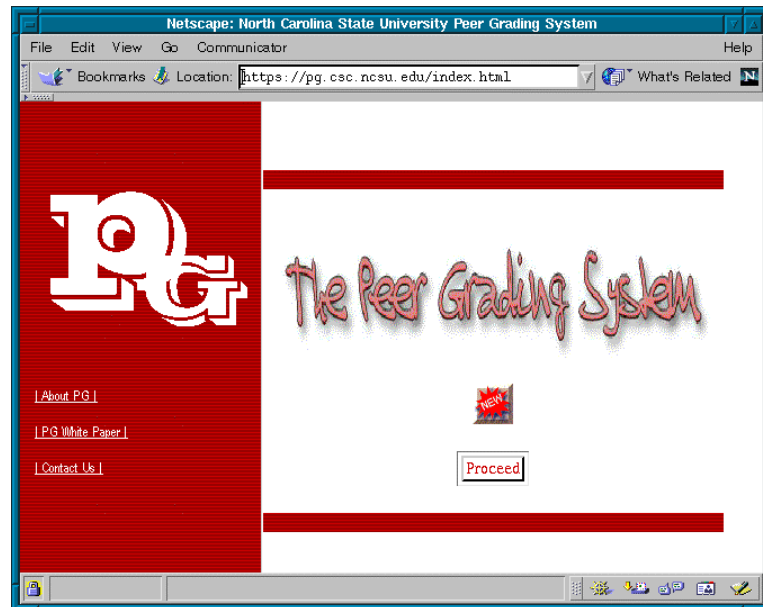 Netscape: North Carolina State University Peer Grading System
File Edit View Go Communicator Help
Bookmarks Location: https://pg.csc.ncsu.edu/index.html What's Related N
PG
The Peer Grading System
| About PG |
NEW
| PG White Paper |
Proceed
| Contact Us |